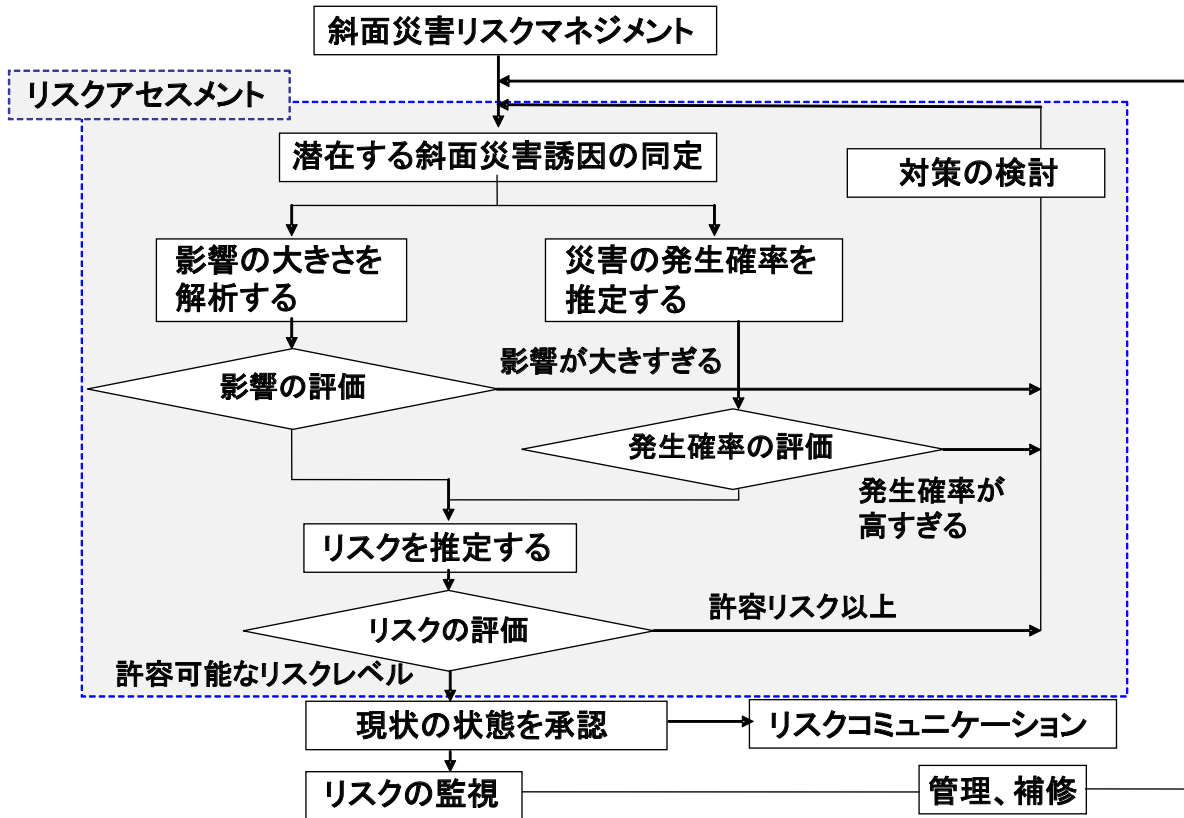 斜面災害リスクマネジメント
リスクアセスメント
潜在する斜面災害誘因の同定
対策の検討
影響の大きさを
解析する
災害の発生確率を
推定する
影響が大きすぎる
影響の評価
発生確率の評価
発生確率が
高すぎる
リスクを推定する
許容リスク以上
リスクの評価
許容可能なリスクレベル
現状の状態を承認
リスクコミュニケーション
リスクの監視
管理、補修